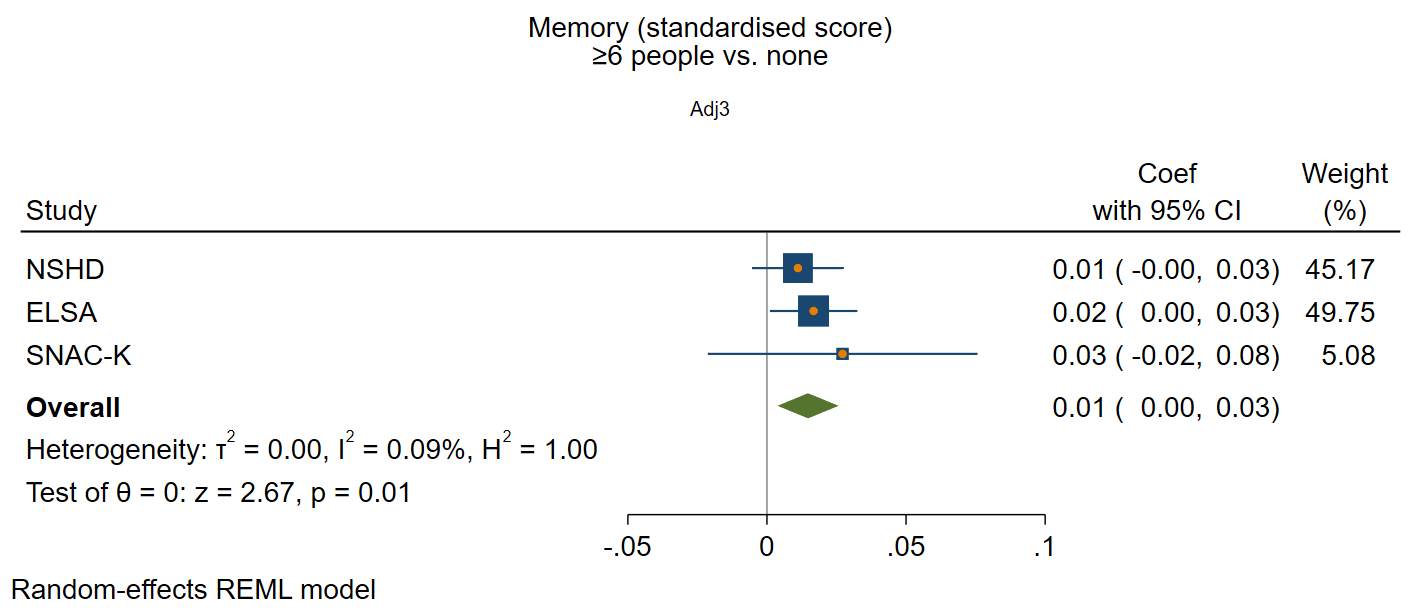 Memory (standardised score)
≥6 people vs. none
Adj3
Coef Weight
Study with 95% CI (%)
NSHD 0.01 ( -0.00, 0.03) 45.17
ELSA 0.02 ( 0.00, 0.03) 49.75
SNAC-K 0.03 ( -0.02, 0.08) 5.08
Overall 0.01 ( 0.00, 0.03)
Heterogeneity: τ² = 0.00, I² = 0.09%, H² = 1.00
Test of θ = 0: z = 2.67, p = 0.01
-.05 0 .05 .1
Random-effects REML model